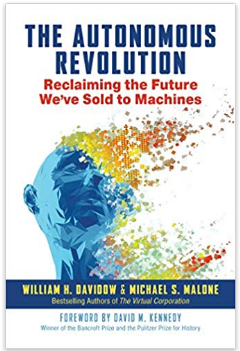 THE AUTONOMOUS
REVOLUTION
Reclaiming the Future
We've Sold to Machines
WILLIAM H. DAVIDOW & MICHAEL S. MALONE
Bestselling Authors of The Virtual Corporation
FOREWORD BY DAVID M. KENNEDY
Winner of the Bancroft Prize and the Pulitzer Prize for History